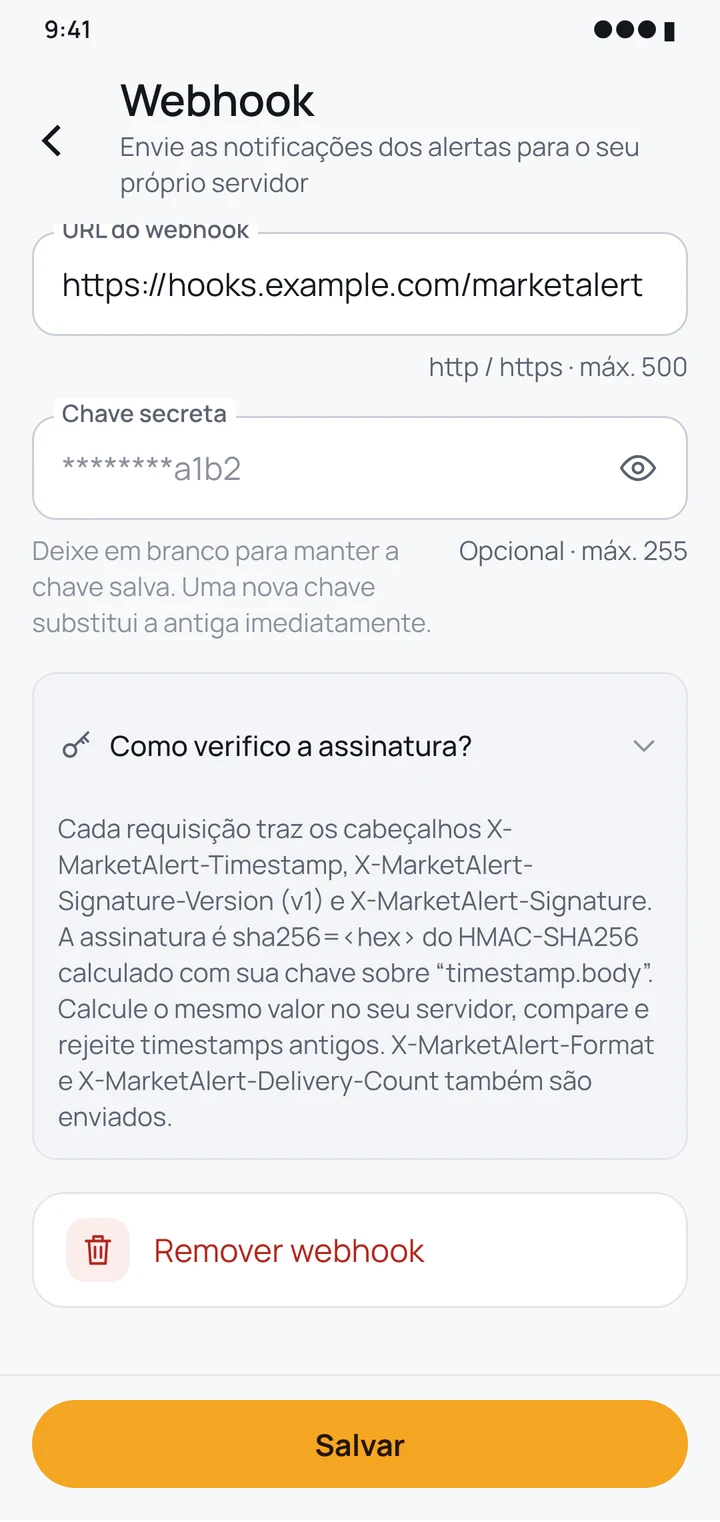 9:41
Webhook
Envie as notificações dos alertas para o seu
próprio servidor
URL do webhook
https://hooks.example.com/marketalert
http / https · máx. 500
Chave secreta
********a1b2
Deixe em branco para manter a
chave salva. Uma nova chave
substitui a antiga imediatamente.
Opcional · máx. 255
Como verifico a assinatura?
Cada requisição traz os cabeçalhos X-
MarketAlert-Timestamp, X-MarketAlert-
Signature-Version (v1) e X-MarketAlert-Signature.
A assinatura é sha256=<hex> do HMAC-SHA256
calculado com sua chave sobre “timestamp.body”.
Calcule o mesmo valor no seu servidor, compare e
rejeite timestamps antigos. X-MarketAlert-Format
e X-MarketAlert-Delivery-Count também são
enviados.
Remover webhook
Salvar